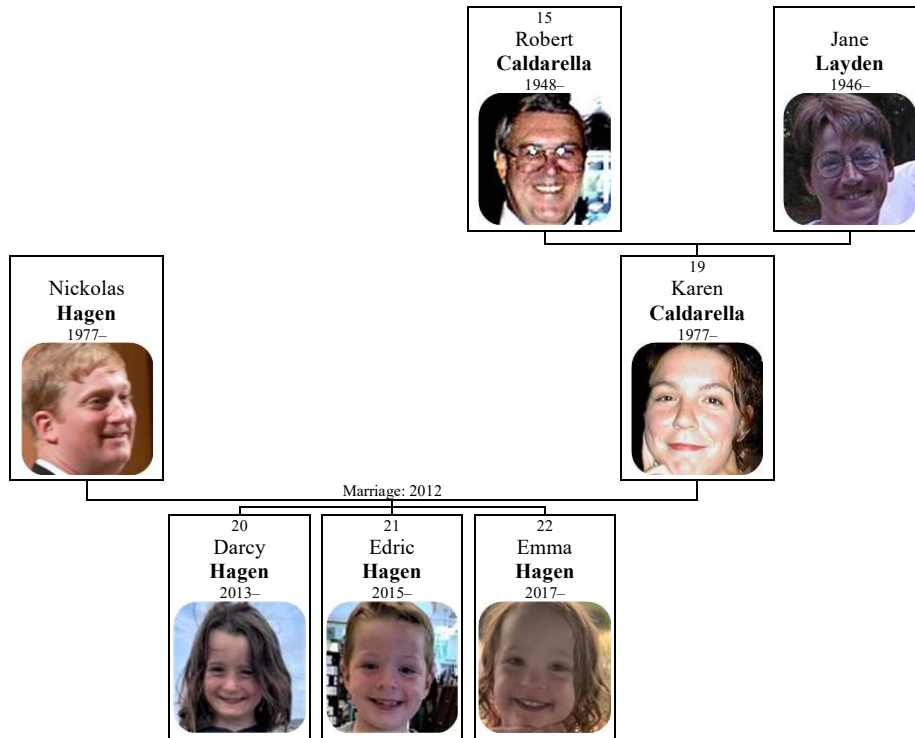 15
Robert
Caldarella
1948–
Jane
Layden
1946–
Nickolas
Hagen
1977–
19
Karen
Caldarella
1977–
Marriage: 2012
20
Darcy
Hagen
2013–
21
Edric
Hagen
2015–
22
Emma
Hagen
2017–